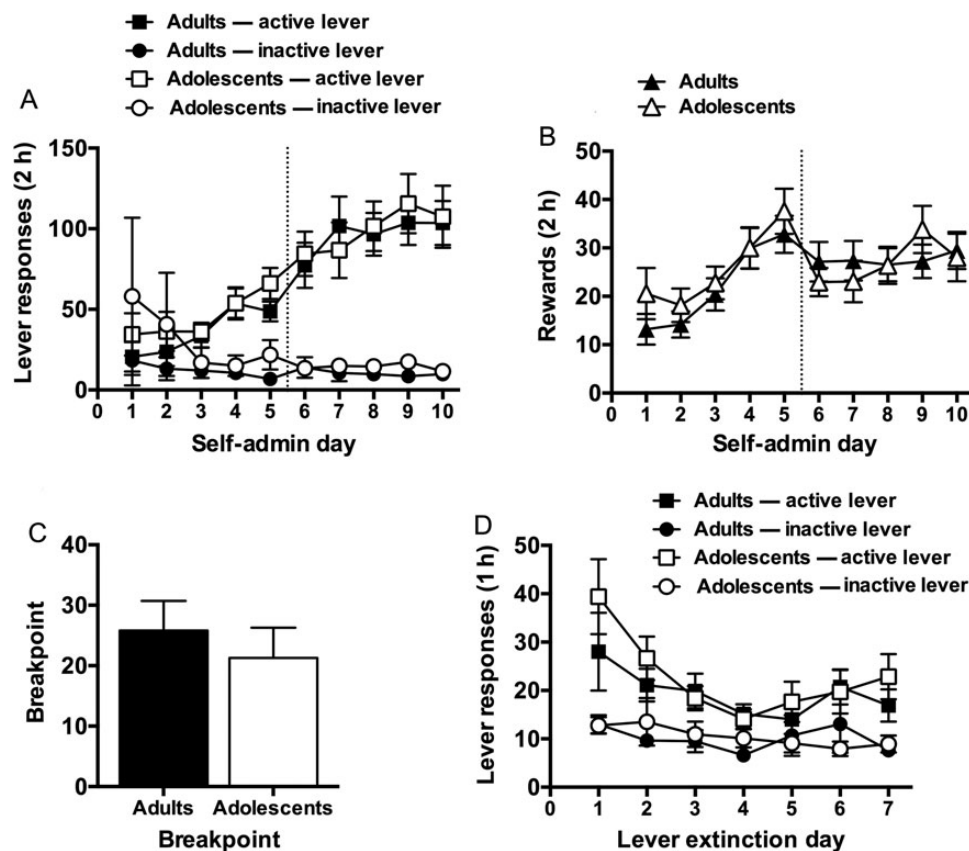 A
Adults — active lever
Adults — inactive lever
Adolescents — active lever
Adolescents — inactive lever
Lever responses (2 h)
150
100
50
0
0 1 2 3 4 5 6 7 8 9 10
Self-admin day
B
Adults
Adolescents
Rewards (2 h)
50
40
30
20
10
0
0 1 2 3 4 5 6 7 8 9 10
Self-admin day
C
Breakpoint
40
30
20
10
0
Adults Adolescents
Breakpoint
D
Adults — active lever
Adults — inactive lever
Adolescents — active lever
Adolescents — inactive lever
Lever responses (1 h)
50
40
30
20
10
0
0 1 2 3 4 5 6 7
Lever extinction day